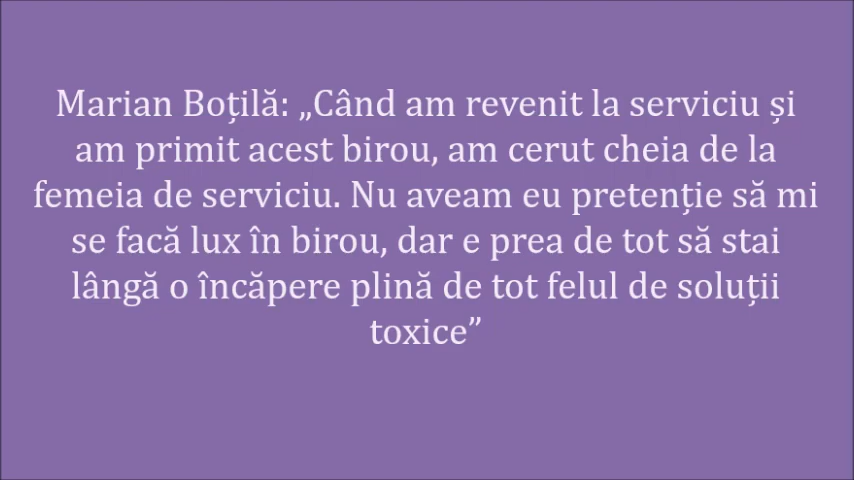 Marian Boțilă: „Când am revenit la serviciu și
am primit acest birou, am cerut cheia de la
femeia de serviciu. Nu aveam eu pretenție să mi
se facă lux în birou, dar e prea de tot să stai
lângă o încăpere plină de tot felul de soluții
toxice”